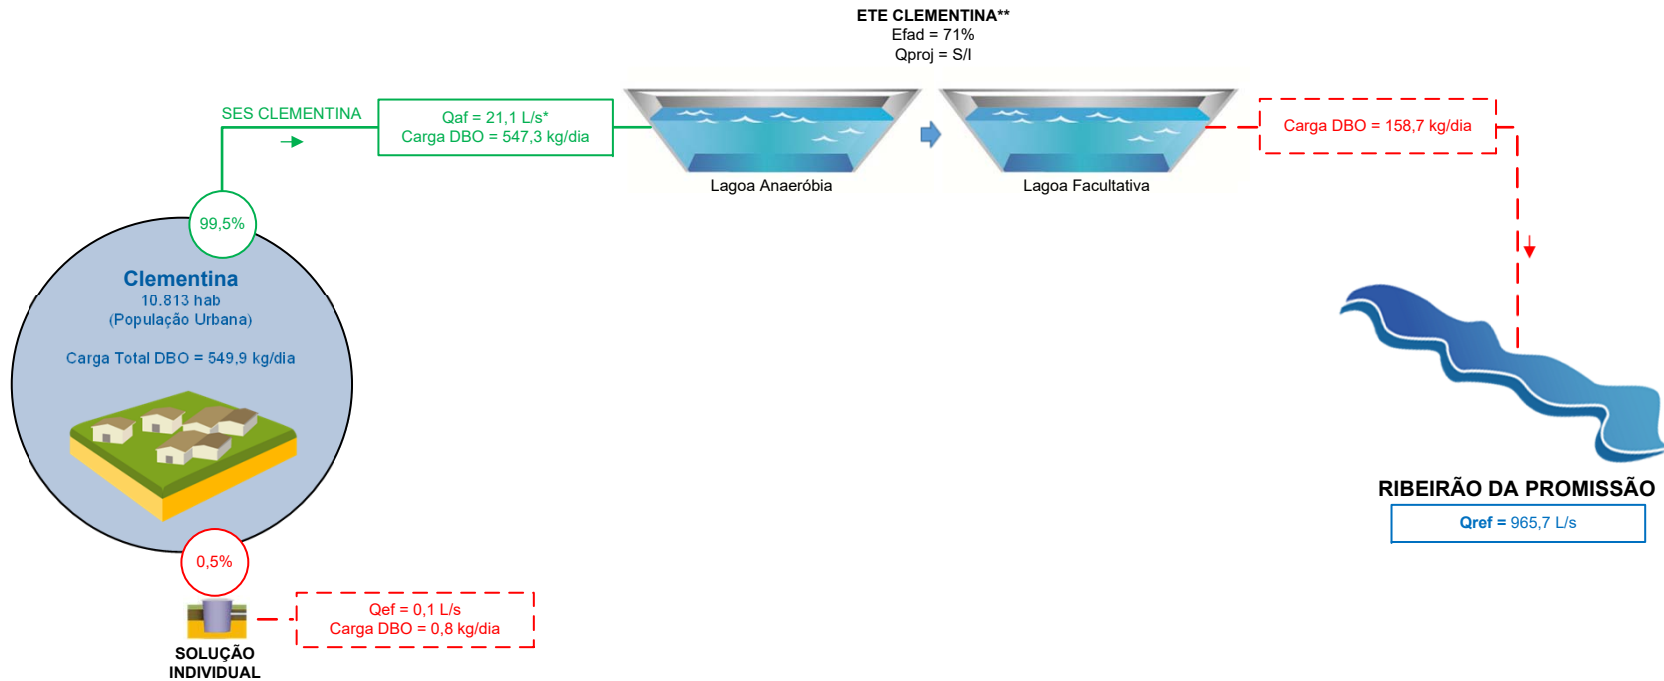 ETE CLEMENTINA**
Efad = 71%
Qproj = S/I
SES CLEMENTINA
Qaf = 21,1 L/s*
Carga DBO = 547,3 kg/dia
Lagoa Anaeróbia
Lagoa Facultativa
Carga DBO = 158,7 kg/dia
99,5%
Clementina
10.813 hab
(População Urbana)
Carga Total DBO = 549,9 kg/dia
RIBEIRÃO DA PROMISSÃO
Qref = 965,7 L/s
0,5%
Qef = 0,1 L/s
Carga DBO = 0,8 kg/dia
SOLUÇÃO
INDIVIDUAL